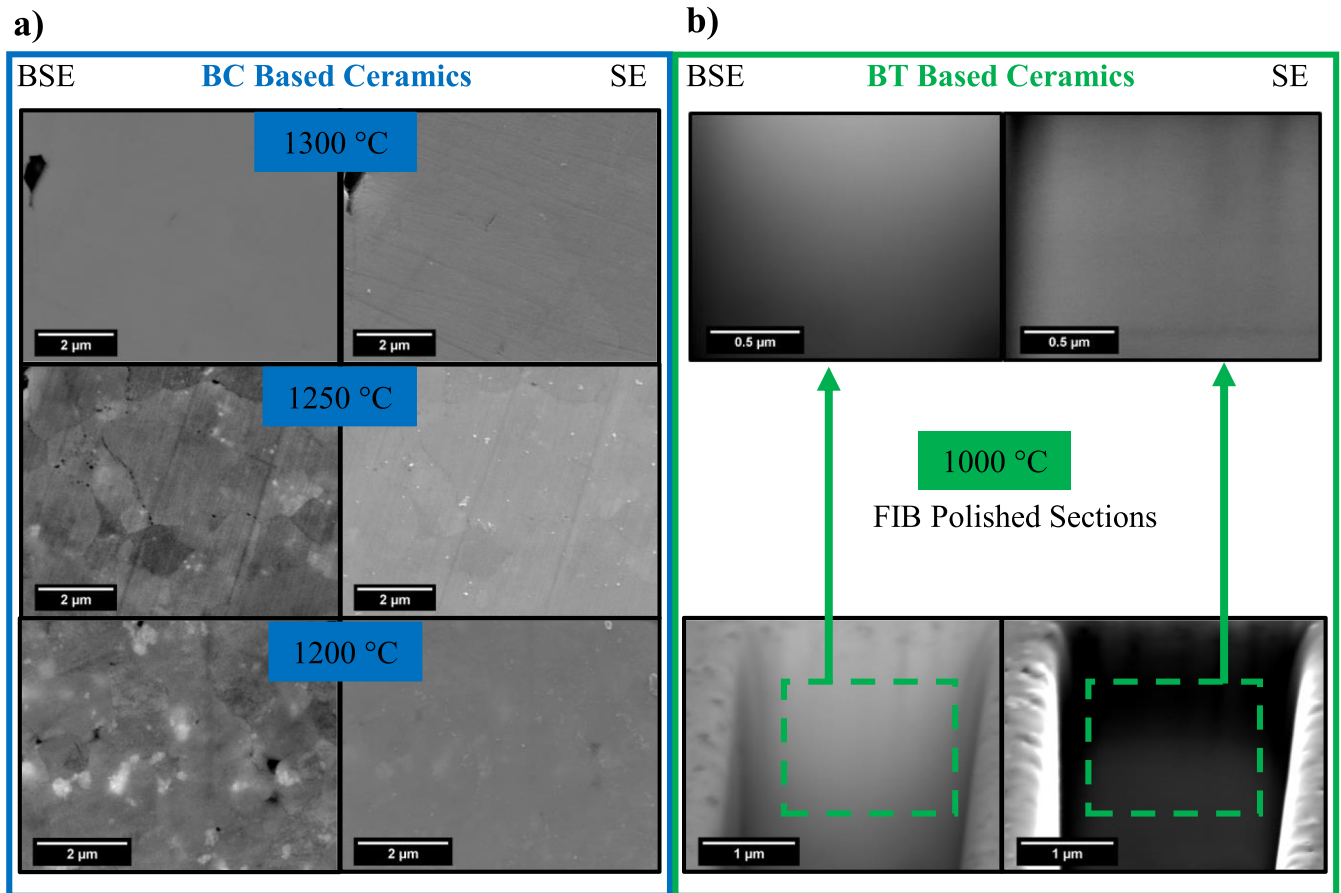 a)
BSE BC Based Ceramics SE
1300 °C
2 µm 2 µm
1250 °C
2 µm 2 µm
1200 °C
2 µm 2 µm
b)
BSE BT Based Ceramics SE
0.5 µm 0.5 µm
1000 °C
FIB Polished Sections
1 µm 1 µm